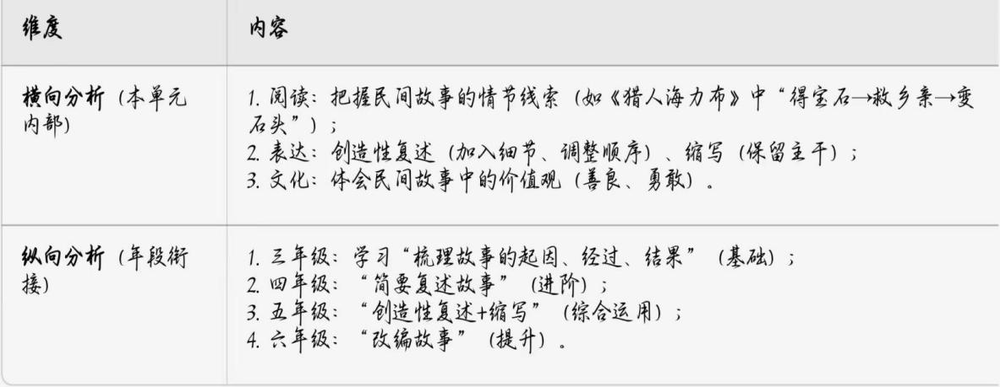 维度
内容
横向分析（本单元
内部）
1. 阅读：把握民间故事的情节线索（如《猎人海力布》中“得宝石→救乡亲→变
石头”）；
2. 表达：创造性复述（加入细节、调整顺序）、缩写（保留主干）；
3. 文化：体会民间故事中的价值观（善良、勇敢）。
纵向分析（年段衔
接）
1. 三年级：学习“梳理故事的起因、经过、结果”（基础）；
2. 四年级：“简要复述故事”（进阶）；
3. 五年级：“创造性复述+缩写”（综合运用）；
4. 六年级：“改编故事”（提升）。